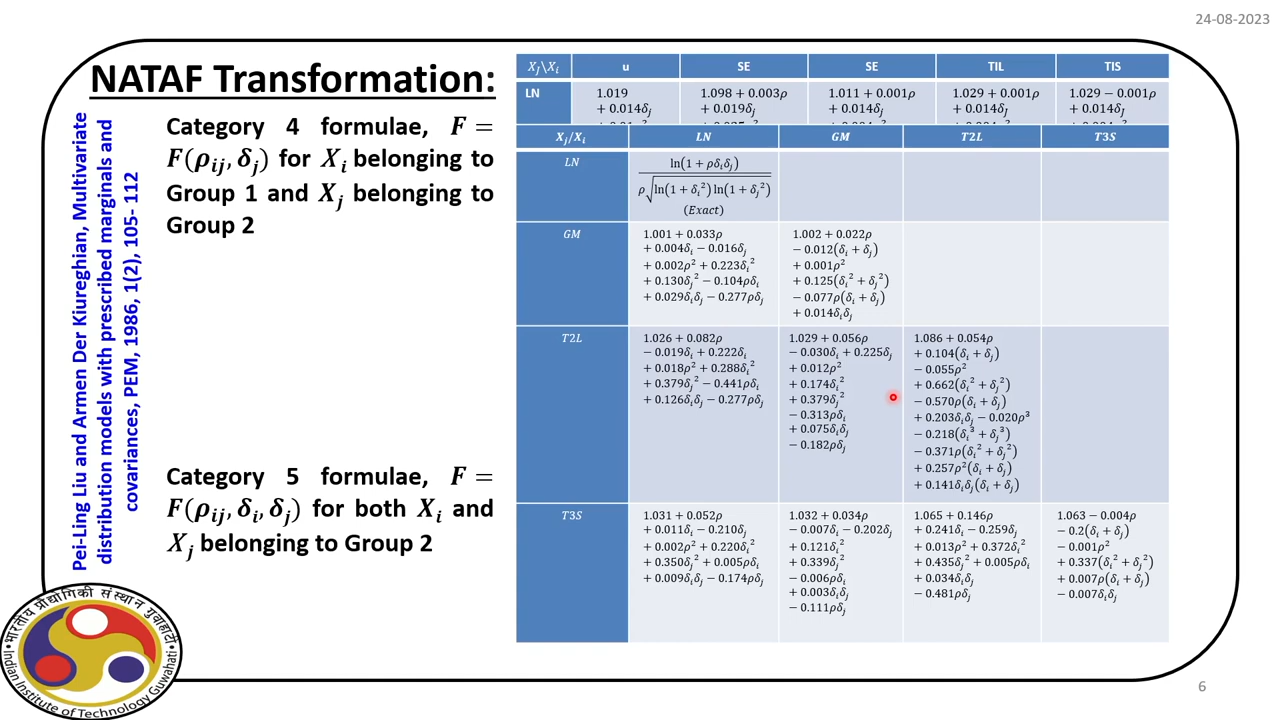 24-08-2023
NATAF Transformation:
Pei-Ling Liu and Armen Der Kiureghian, Multivariate
distribution models with prescribed marginals and
covariances, PEM, 1986, 1(2), 105- 112
Category 4 formulae, F =
F(ρij, δj) for Xi belonging to
Group 1 and Xj belonging to
Group 2
Category 5 formulae, F =
F(ρij, δi, δj) for both Xi and
Xj belonging to Group 2
Xj\Xi u SE SE TIL TIS
LN
1.019
+ 0.014δj
1.098 + 0.003ρ
+ 0.019δj
1.011 + 0.001ρ
+ 0.014δj
1.029 + 0.001ρ
+ 0.014δj
1.029 − 0.001ρ
+ 0.014δj
Xj/Xi LN GM T2L T3S
LN
ln(1 + ρδiδj)
ρ√ln(1 + δi²) ln(1 + δj²)
(Exact)
GM
1.001 + 0.033ρ
+ 0.004δi − 0.016δj
+ 0.002ρ² + 0.223δi²
+ 0.130δj² − 0.104ρδi
+ 0.029δiδj − 0.277ρδj
1.002 + 0.022ρ
− 0.012(δi + δj)
+ 0.001ρ²
+ 0.125(δi² + δj²)
− 0.077ρ(δi + δj)
+ 0.014δiδj
T2L
1.026 + 0.082ρ
− 0.019δi + 0.222δi
+ 0.018ρ² + 0.288δi²
+ 0.379δj² − 0.441ρδi
+ 0.126δiδj − 0.277ρδj
1.029 + 0.056ρ
− 0.030δi + 0.225δj
+ 0.012ρ²
+ 0.174δi²
+ 0.379δj²
− 0.313ρδi
+ 0.075δiδj
− 0.182ρδj
1.086 + 0.054ρ
+ 0.104(δi + δj)
− 0.055ρ²
+ 0.662(δi² + δj²)
− 0.570ρ(δi + δj)
+ 0.203δiδj − 0.020ρ³
− 0.218(δi³ + δj³)
− 0.371ρ(δi² + δj²)
+ 0.257ρ²(δi + δj)
+ 0.141δiδj(δi + δj)
T3S
1.031 + 0.052ρ
+ 0.011δi − 0.210δj
+ 0.002ρ² + 0.220δi²
+ 0.350δj² + 0.005ρδi
+ 0.009δiδj − 0.174ρδj
1.032 + 0.034ρ
− 0.007δi − 0.202δj
+ 0.121δi²
+ 0.339δj²
− 0.006ρδi
+ 0.003δiδj
− 0.111ρδj
1.065 + 0.146ρ
+ 0.241δi − 0.259δj
+ 0.013ρ² + 0.372δi²
+ 0.435δj² + 0.005ρδi
+ 0.034δiδj
− 0.481ρδj
1.063 − 0.004ρ
− 0.2(δi + δj)
− 0.001ρ²
+ 0.337(δi² + δj²)
+ 0.007ρ(δi + δj)
− 0.007δiδj
भारतीय प्रौद्योगिकी संस्थान गुवाहाटी
Indian Institute of Technology Guwahati
6